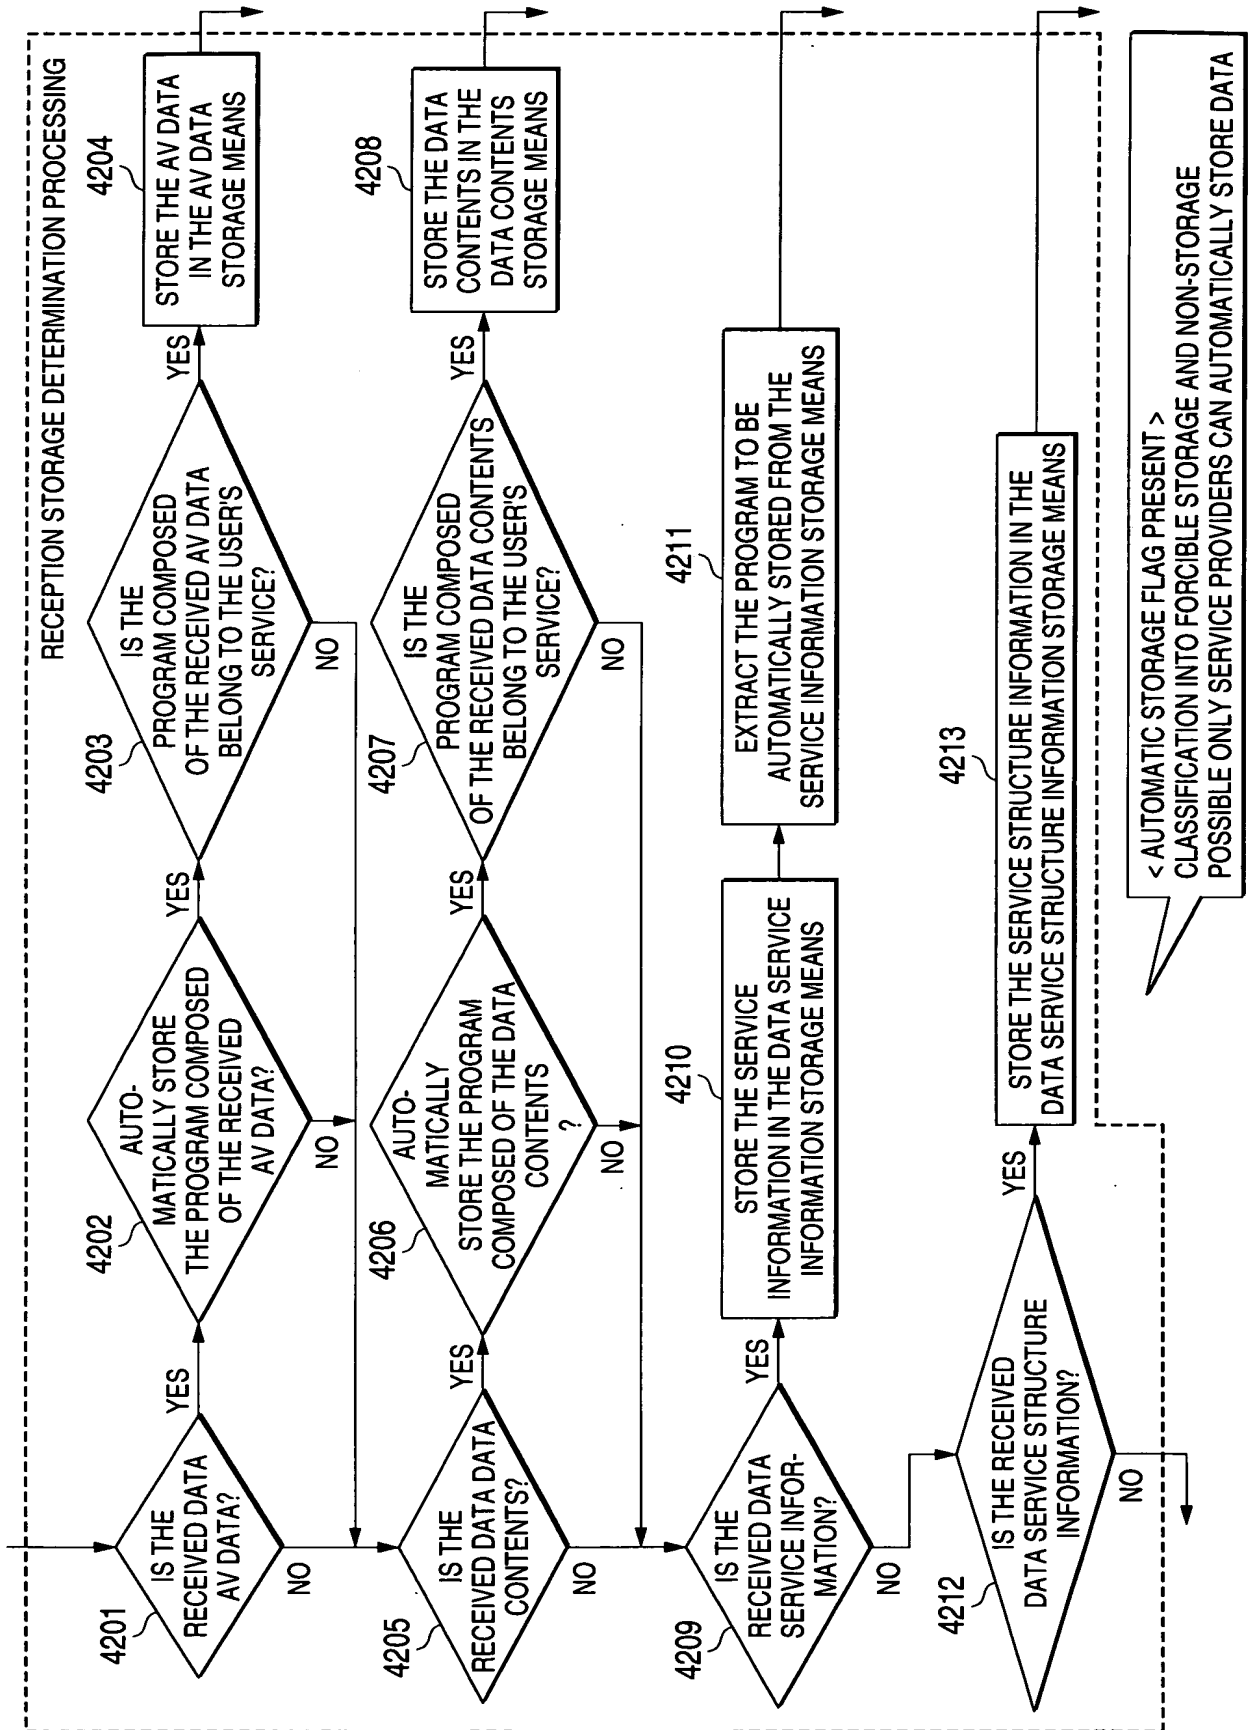 RECEPTION STORAGE DETERMINATION PROCESSING
4201
IS THE
RECEIVED DATA
AV DATA?
YES
NO
4202
AUTO-
MATICALLY STORE
THE PROGRAM COMPOSED
OF THE RECEIVED
AV DATA?
YES
NO
4203
IS THE
PROGRAM COMPOSED
OF THE RECEIVED AV DATA
BELONG TO THE USER'S
SERVICE?
YES
NO
4204
STORE THE AV DATA
IN THE AV DATA
STORAGE MEANS
4205
IS THE
RECEIVED DATA DATA
CONTENTS?
YES
NO
4206
AUTO-
MATICALLY
STORE THE PROGRAM
COMPOSED OF THE DATA
CONTENTS
?
YES
NO
4207
IS THE
PROGRAM COMPOSED
OF THE RECEIVED DATA CONTENTS
BELONG TO THE USER'S
SERVICE?
YES
NO
4208
STORE THE DATA
CONTENTS IN THE
DATA CONTENTS
STORAGE MEANS
4209
IS THE
RECEIVED DATA
SERVICE INFOR-
MATION?
YES
NO
4210
STORE THE SERVICE
INFORMATION IN THE DATA SERVICE
INFORMATION STORAGE MEANS
4211
EXTRACT THE PROGRAM TO BE
AUTOMATICALLY STORED FROM THE
SERVICE INFORMATION STORAGE MEANS
4212
IS THE RECEIVED
DATA SERVICE STRUCTURE
INFORMATION?
YES
NO
4213
STORE THE SERVICE STRUCTURE INFORMATION IN THE
DATA SERVICE STRUCTURE INFORMATION STORAGE MEANS
< AUTOMATIC STORAGE FLAG PRESENT >
CLASSIFICATION INTO FORCIBLE STORAGE AND NON-STORAGE
POSSIBLE ONLY SERVICE PROVIDERS CAN AUTOMATICALLY STORE DATA